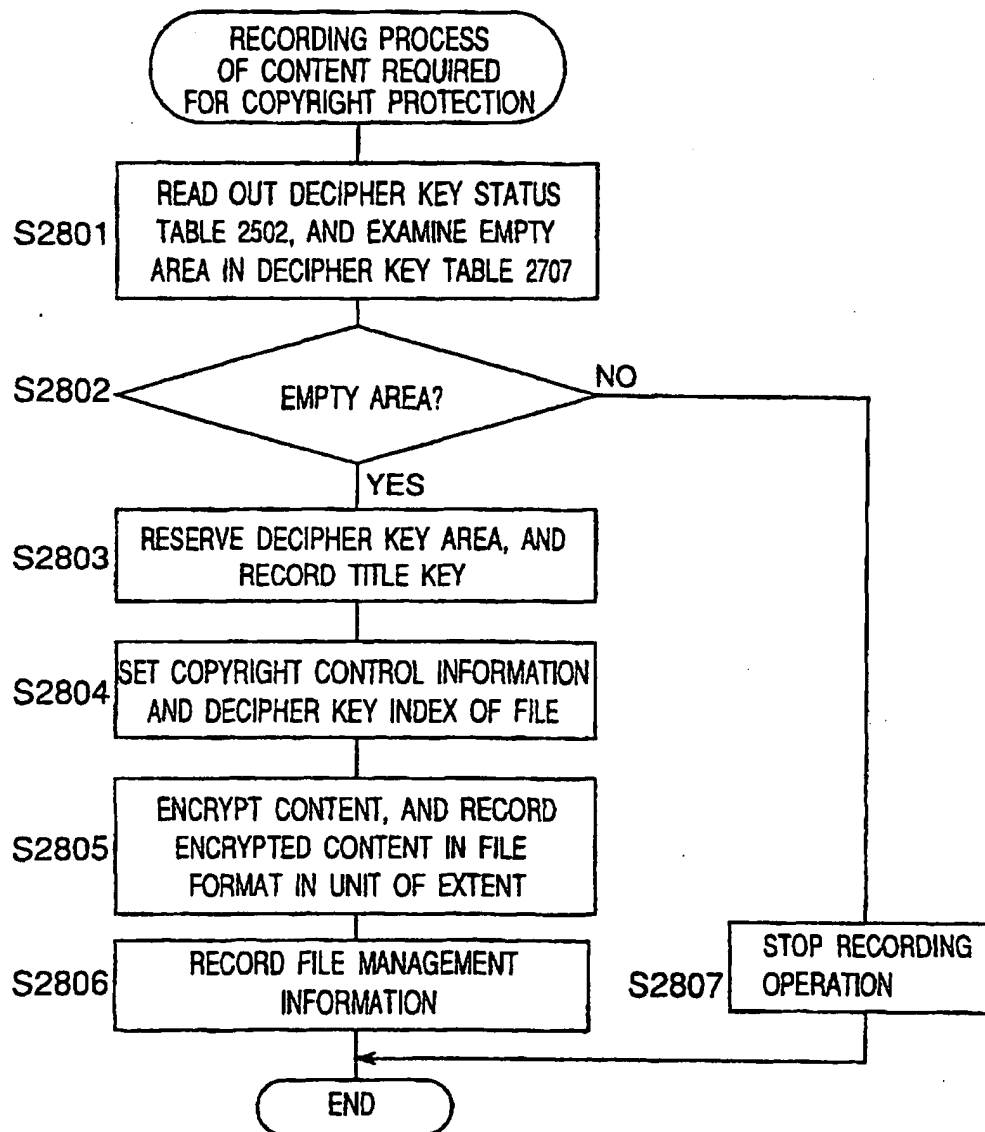 RECORDING PROCESS
OF CONTENT REQUIRED
FOR COPYRIGHT PROTECTION
S2801
READ OUT DECIPHER KEY STATUS
TABLE 2502, AND EXAMINE EMPTY
AREA IN DECIPHER KEY TABLE 2707
S2802
EMPTY AREA?
NO
YES
S2803
RESERVE DECIPHER KEY AREA, AND
RECORD TITLE KEY
S2804
SET COPYRIGHT CONTROL INFORMATION
AND DECIPHER KEY INDEX OF FILE
S2805
ENCRYPT CONTENT, AND RECORD
ENCRYPTED CONTENT IN FILE
FORMAT IN UNIT OF EXTENT
S2806
RECORD FILE MANAGEMENT
INFORMATION
S2807
STOP RECORDING
OPERATION
END